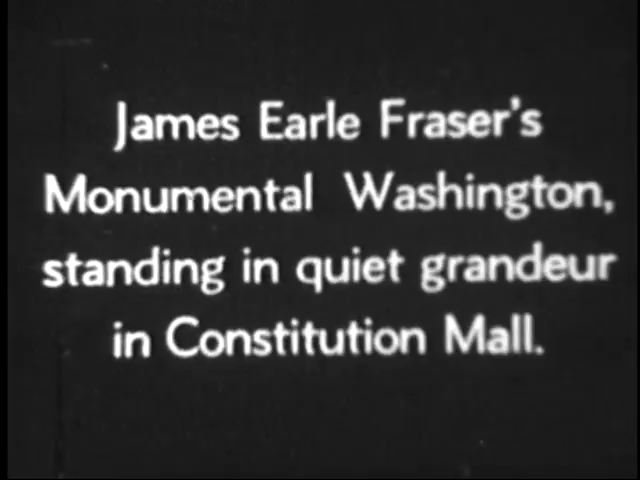 James Earle Fraser's
Monumental Washington,
standing in quiet grandeur
in Constitution Mall.